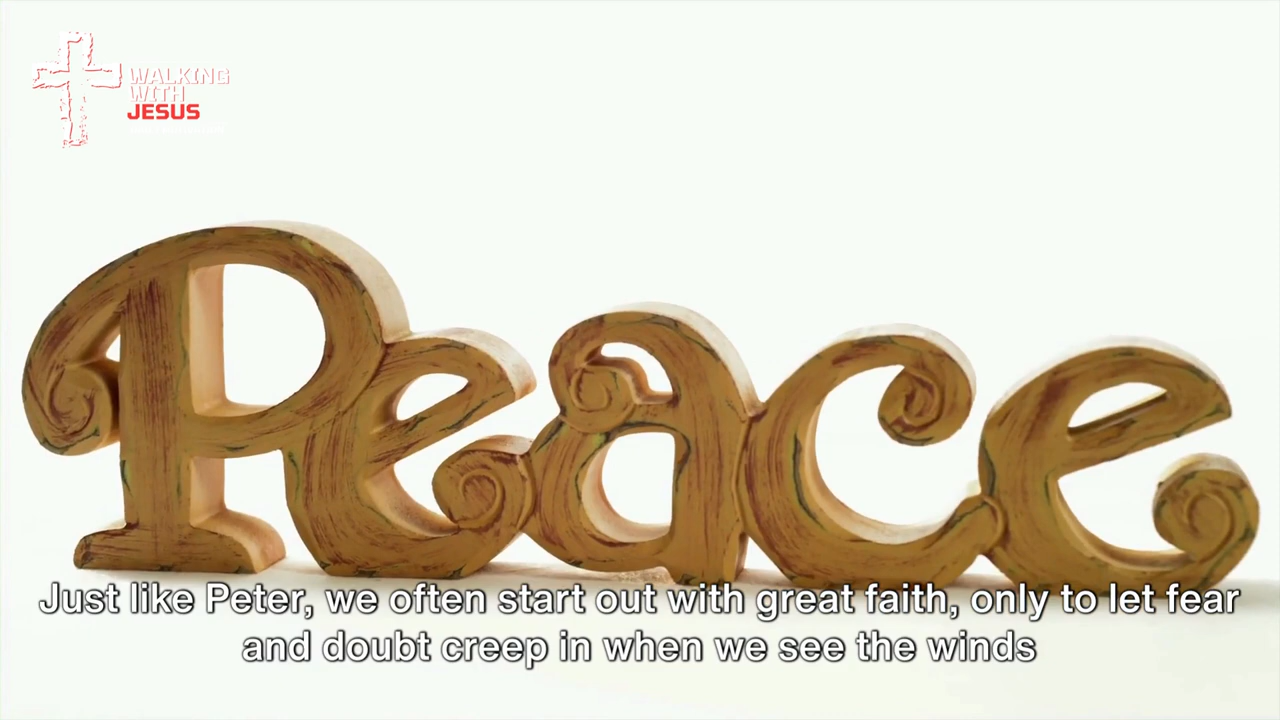 WALKING
WITH
JESUS
Peace
Just like Peter, we often start out with great faith, only to let fear
and doubt creep in when we see the winds